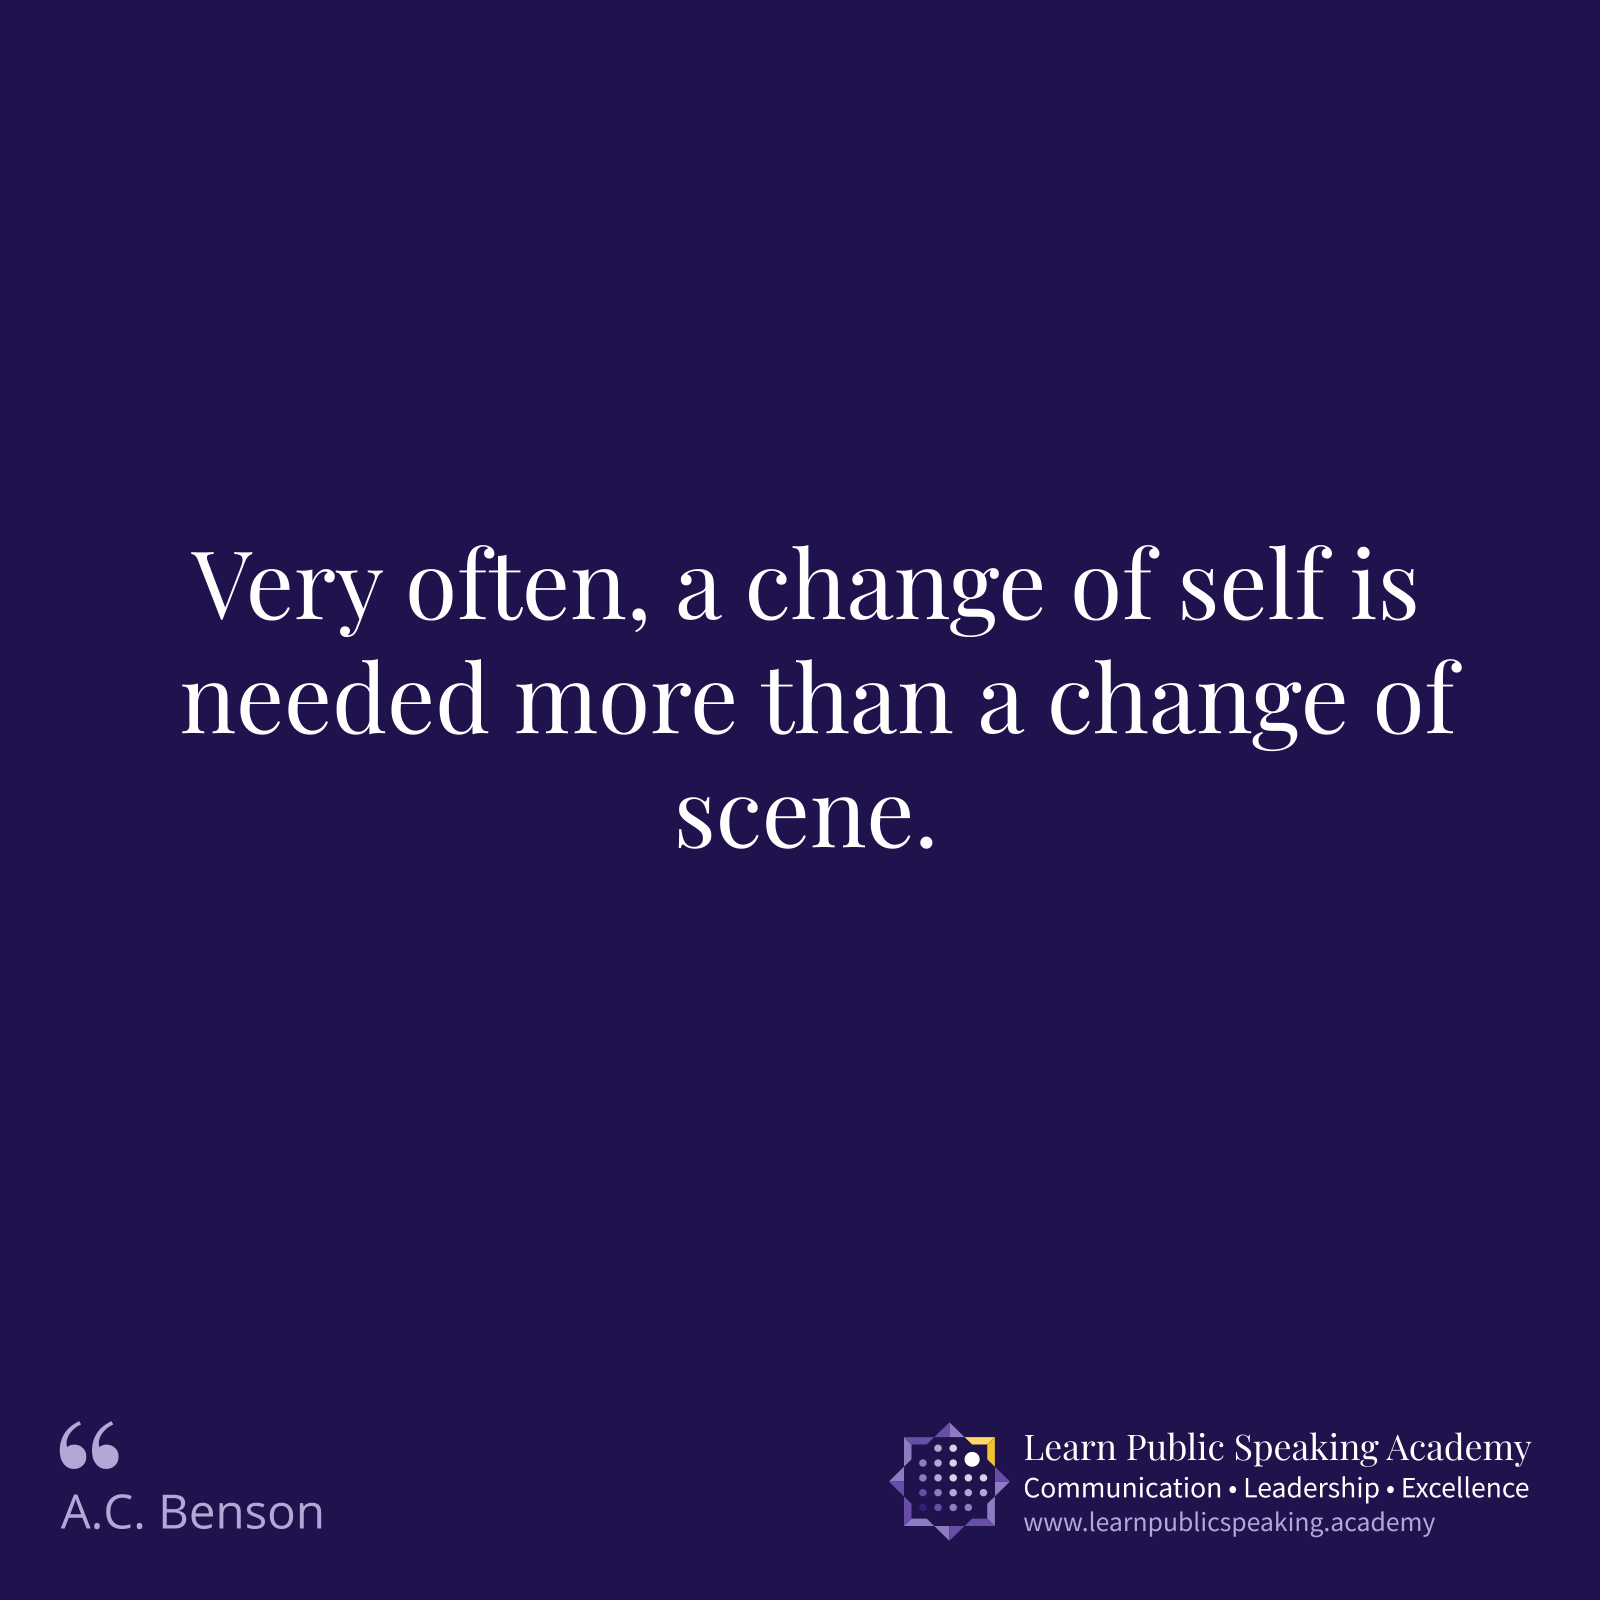 Very often, a change of self is
needed more than a change of
scene.
“
A.C. Benson
Learn Public Speaking Academy
Communication • Leadership • Excellence
www.learnpublicspeaking.academy